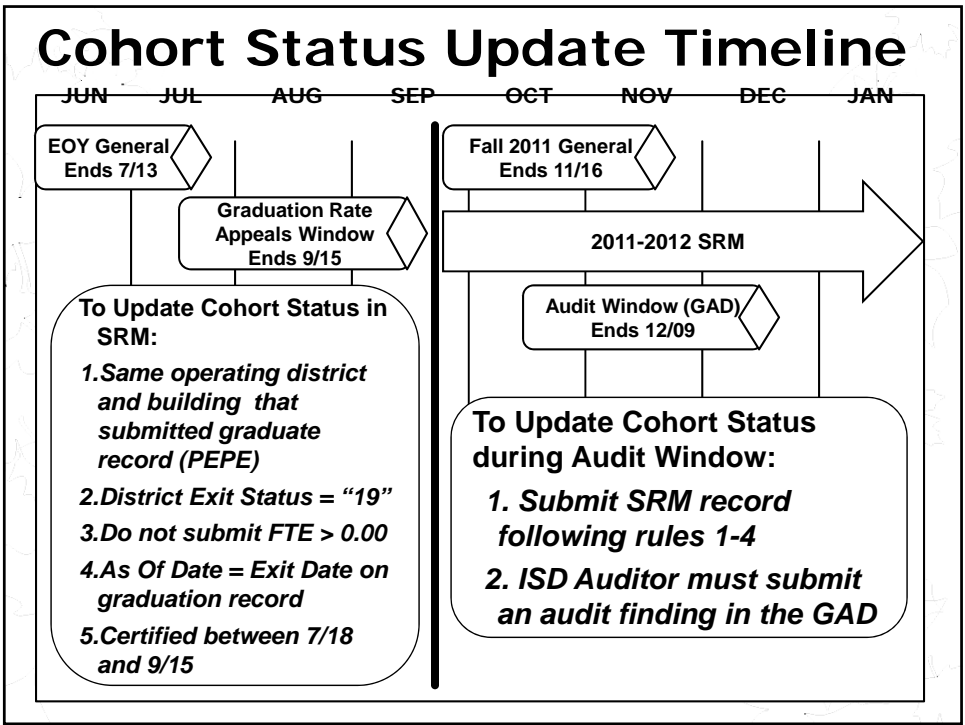 Cohort Status Update Timeline
JUN JUL AUG SEP OCT NOV DEC JAN
EOY General
Ends 7/13
Graduation Rate
Appeals Window
Ends 9/15
To Update Cohort Status in
SRM:
1.Same operating district
and building that
submitted graduate
record (PEPE)
2.District Exit Status = “19”
3.Do not submit FTE > 0.00
4.As Of Date = Exit Date on
graduation record
5.Certified between 7/18
and 9/15
Fall 2011 General
Ends 11/16
2011-2012 SRM
Audit Window (GAD)
Ends 12/09
To Update Cohort Status
during Audit Window:
1. Submit SRM record
following rules 1-4
2. ISD Auditor must submit
an audit finding in the GAD